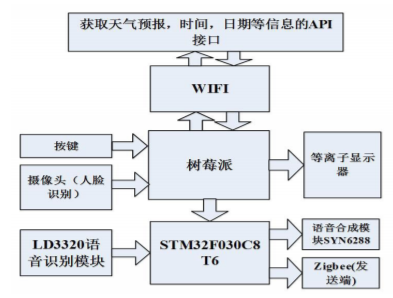 获取天气预报，时间，日期等信息的API
接口
WIFI
按键
树莓派
等离子显示
器
摄像头（人脸
识别）
LD3320语
音识别模块
STM32F030C8
T6
语音合成模
块SYN6288
Zigbee(发
送端)